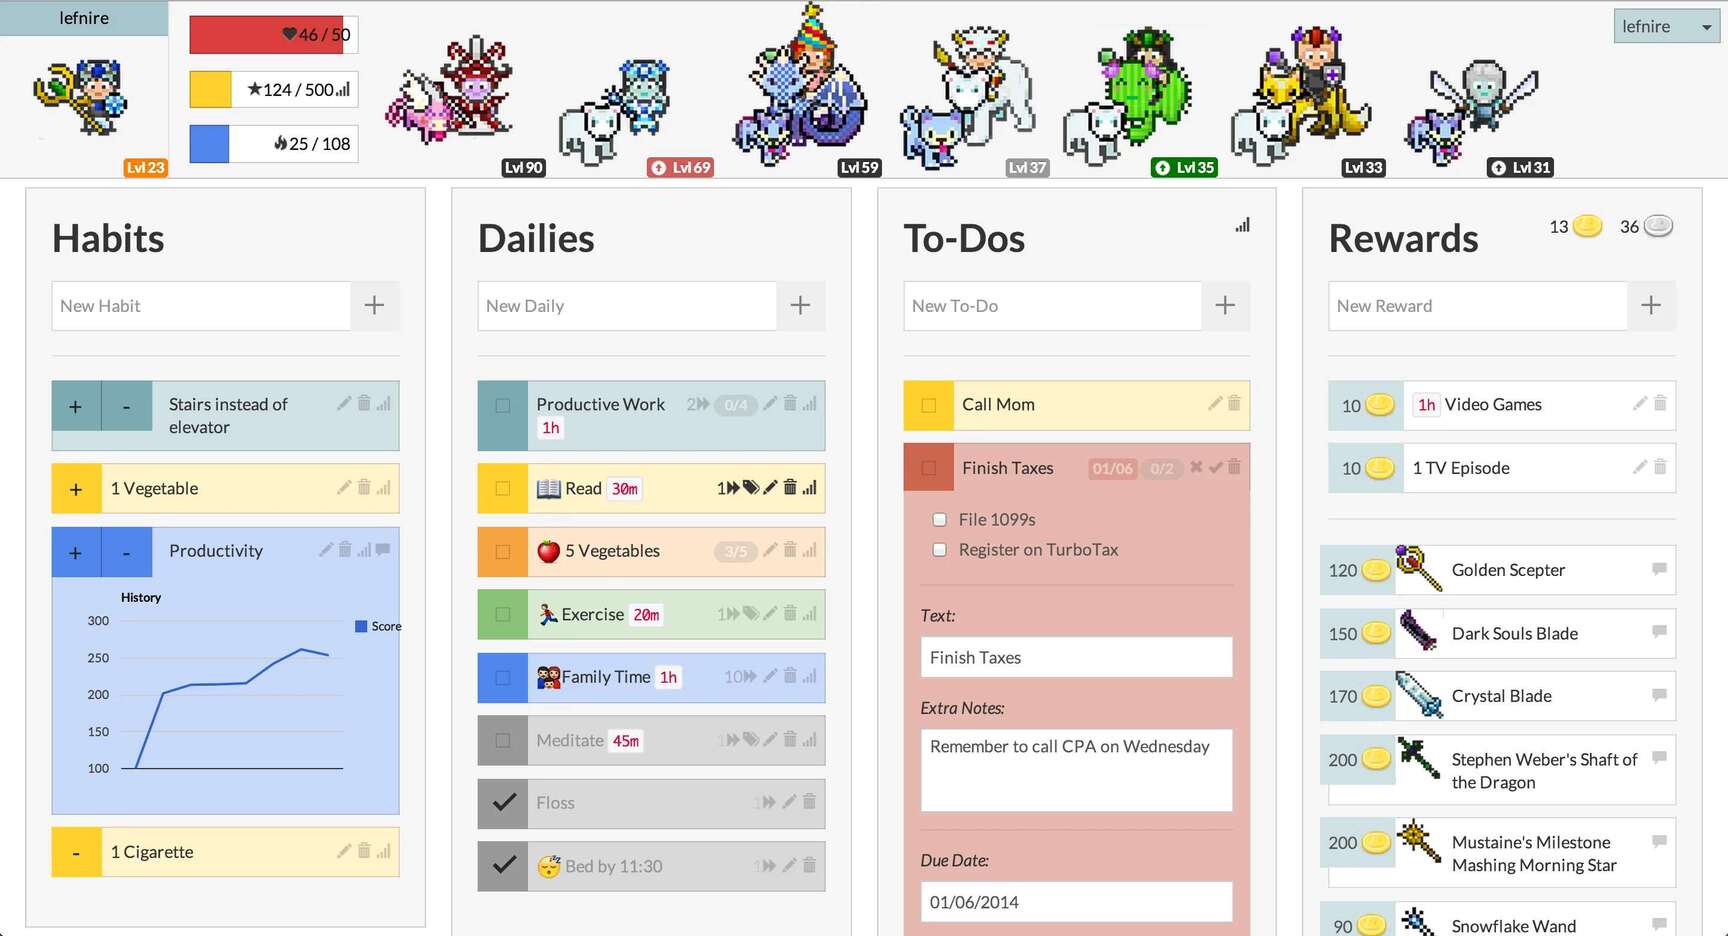 lefnire
46 / 50
124 / 500
25 / 108
Lvl 23
Lvl 90
Lvl 69
Lvl 59
Lvl 37
Lvl 35
Lvl 33
Lvl 31
lefnire
Habits
New Habit
+
+ - Stairs instead of
elevator
+ 1 Vegetable
+ - Productivity
History
300
250
200
150
100
Score
- 1 Cigarette
Dailies
New Daily
+
Productive Work 2 0/4
1h
Read 30m 1
5 Vegetables 3/5
Exercise 20m 1
Family Time 1h 10
Meditate 45m 1
Floss 1
Bed by 11:30 1
To-Dos
New To-Do
+
Call Mom
Finish Taxes 01/06 0/2
File 1099s
Register on TurboTax
Text:
Finish Taxes
Extra Notes:
Remember to call CPA on Wednesday
Due Date:
01/06/2014
Rewards
13 36
New Reward
+
10 1h Video Games
10 1 TV Episode
120 Golden Scepter
150 Dark Souls Blade
170 Crystal Blade
200 Stephen Weber's Shaft of
the Dragon
200 Mustaine's Milestone
Mashing Morning Star
90 Snowflake Wand